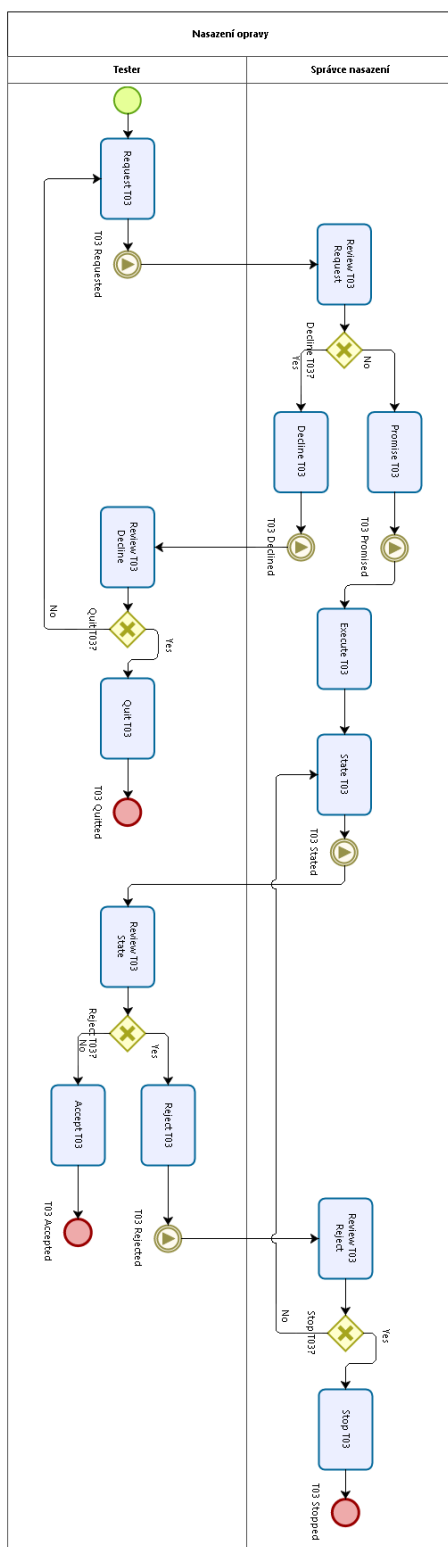 Nasazení opravy
Tester
Správce nasazení
Request T03
T03 Requested
Review T03
Request
Decline T03?
Yes
No
Decline T03
Promise T03
T03 Declined
T03 Promised
Review T03
Decline
Quit T03?
No
Yes
Quit T03
T03 Quitted
Execute T03
State T03
T03 Stated
Review T03
State
Reject T03?
No
Yes
Accept T03
Reject T03
T03 Accepted
T03 Rejected
Review T03
Reject
Stop T03?
No
Yes
Stop T03
T03 Stopped